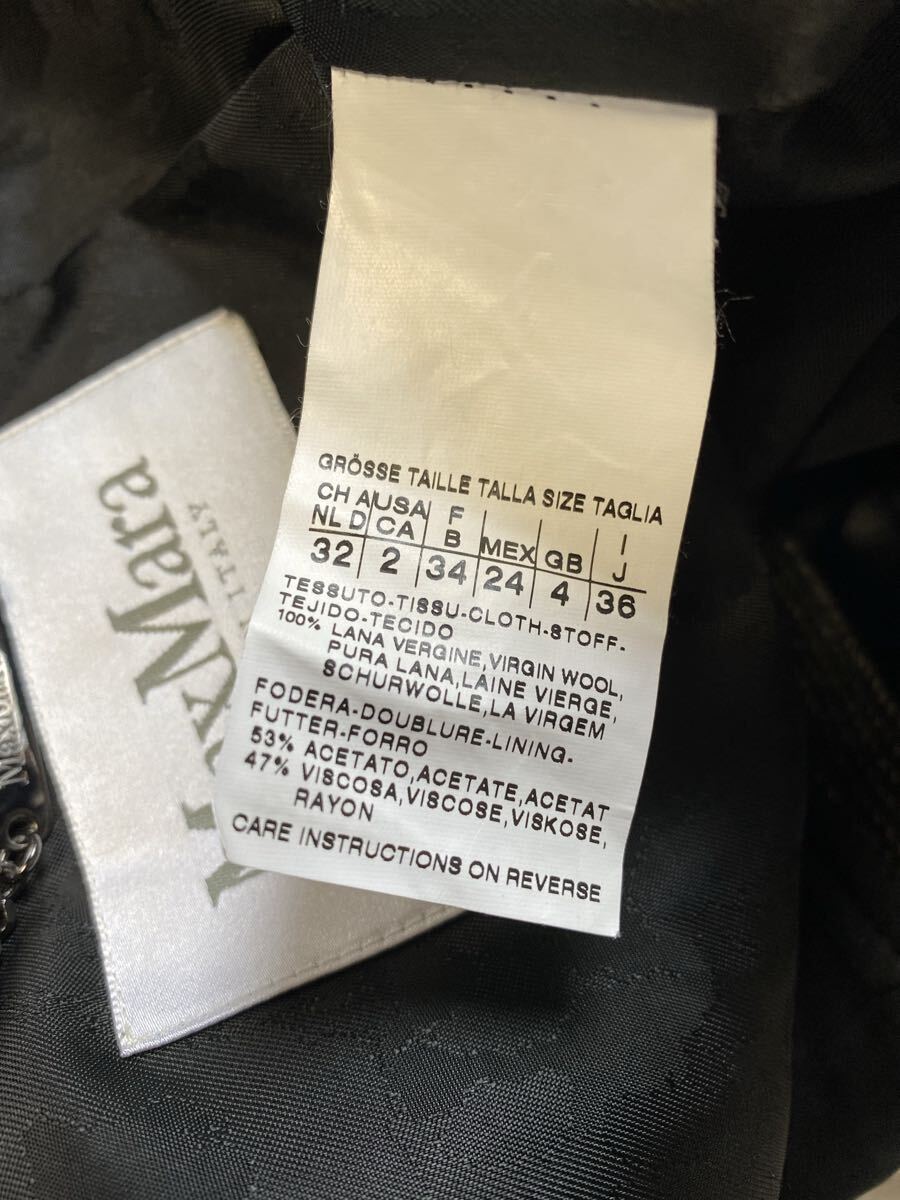 GRÖSSE TAILLE TALLA SIZE TAGLIA
CH A USA F MEX GB I
NL D CA B J
32 2 34 24 4 36
TESSUTO-TISSU-CLOTH-STOFF-
TEJIDO-TECIDO
100% LANA VERGINE,VIRGIN WOOL,
PURA LANA,LAINE VIERGE,
SCHURWOLLE,LA VIRGEM
FODERA-DOUBLURE-LINING-
FUTTER-FORRO
53% ACETATO,ACETATE,ACETAT
47% VISCOSA,VISCOSE,VISKOSE,
RAYON
CARE INSTRUCTIONS ON REVERSE
MaxMara
ITALY